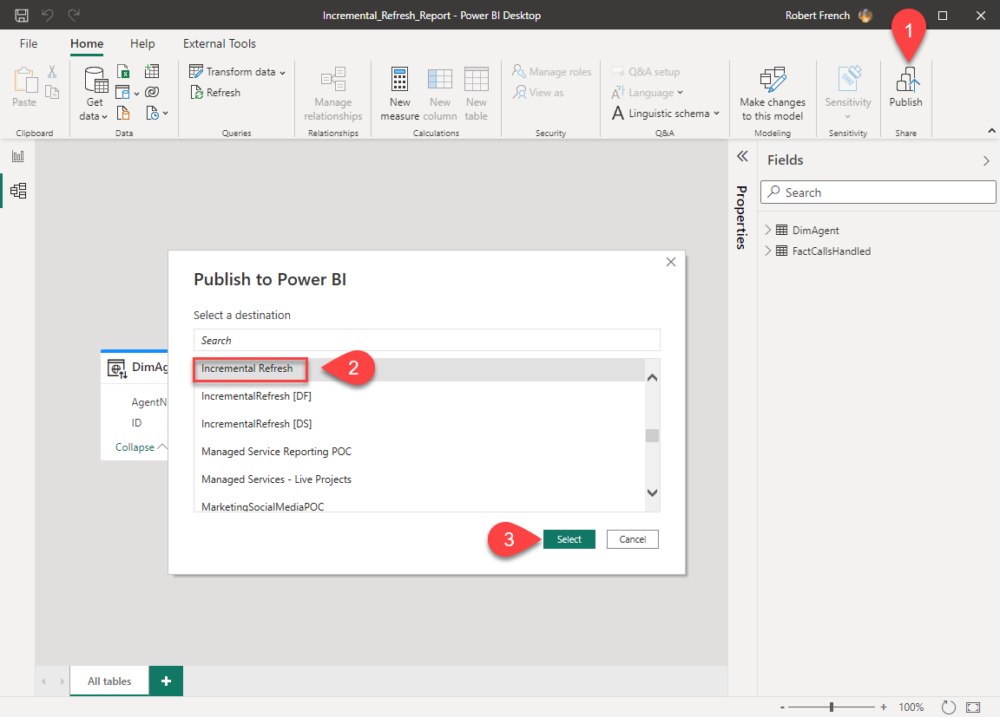 Incremental_Refresh_Report - Power BI Desktop
Robert French
1
File
Home
Help
External Tools
Paste
Clipboard
Get
data
Data
Transform data
Refresh
Queries
Manage
relationships
Relationships
New
measure
New
column
New
table
Calculations
Manage roles
View as
Security
Q&A setup
Language
Linguistic schema
Q&A
Make changes
to this model
Modeling
Sensitivity
Sensitivity
Publish
Share
Properties
Fields
Search
DimAgent
FactCallsHandled
DimAg
AgentN
ID
Collapse
Publish to Power BI
Select a destination
Search
Incremental Refresh
2
IncrementalRefresh [DF]
IncrementalRefresh [DS]
Managed Service Reporting POC
Managed Services - Live Projects
MarketingSocialMediaPOC
3
Select
Cancel
All tables
+
- + 100%